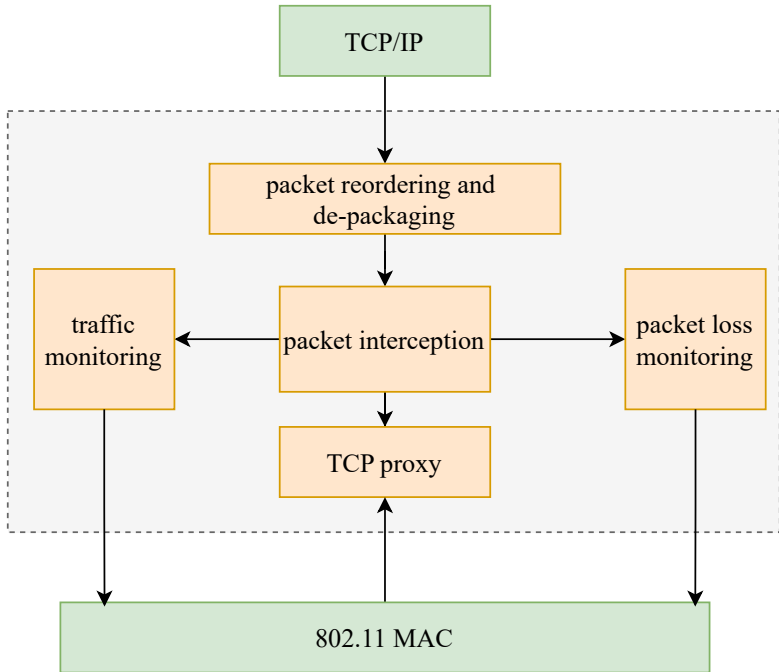 TCP/IP
packet reordering and
de-packaging
traffic
monitoring
packet interception
packet loss
monitoring
TCP proxy
802.11 MAC